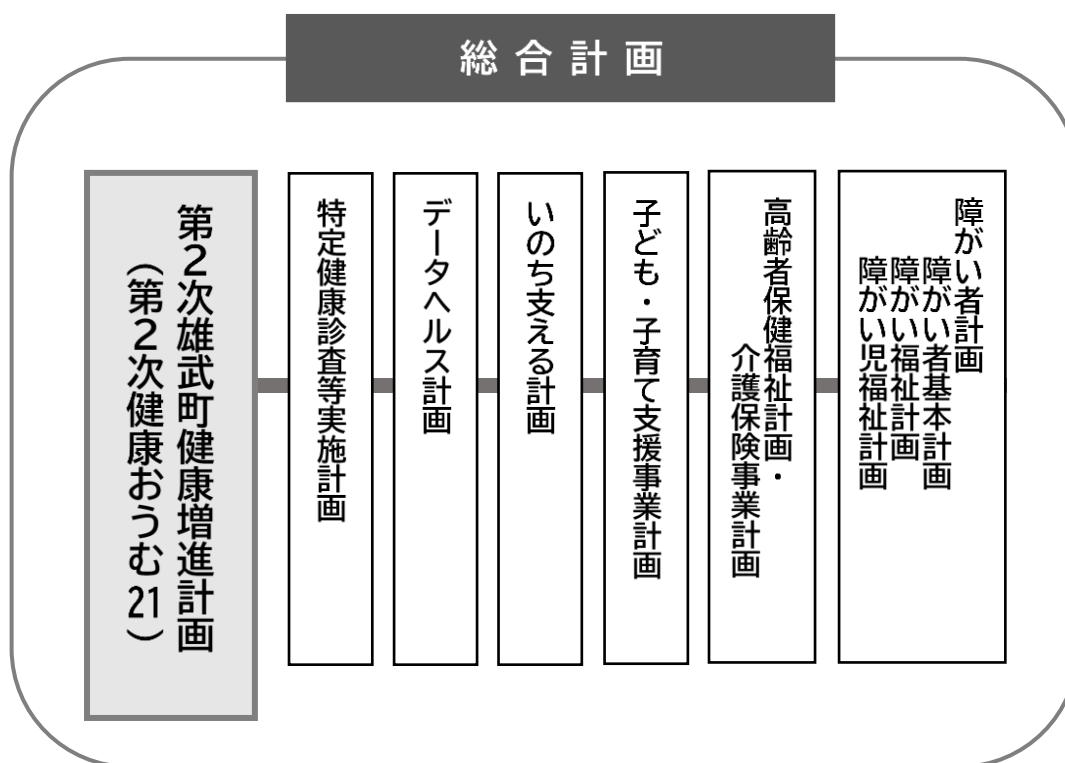 総合計画
第２次雄武町健康増進計画
（第２次健康おうむ21）
特定健康診査等実施計画
データヘルス計画
いのち支える計画
子ども・子育て支援事業計画
高齢者保健福祉計画・
介護保険事業計画
障がい者計画
障がい者基本計画
障がい福祉計画
障がい児福祉計画